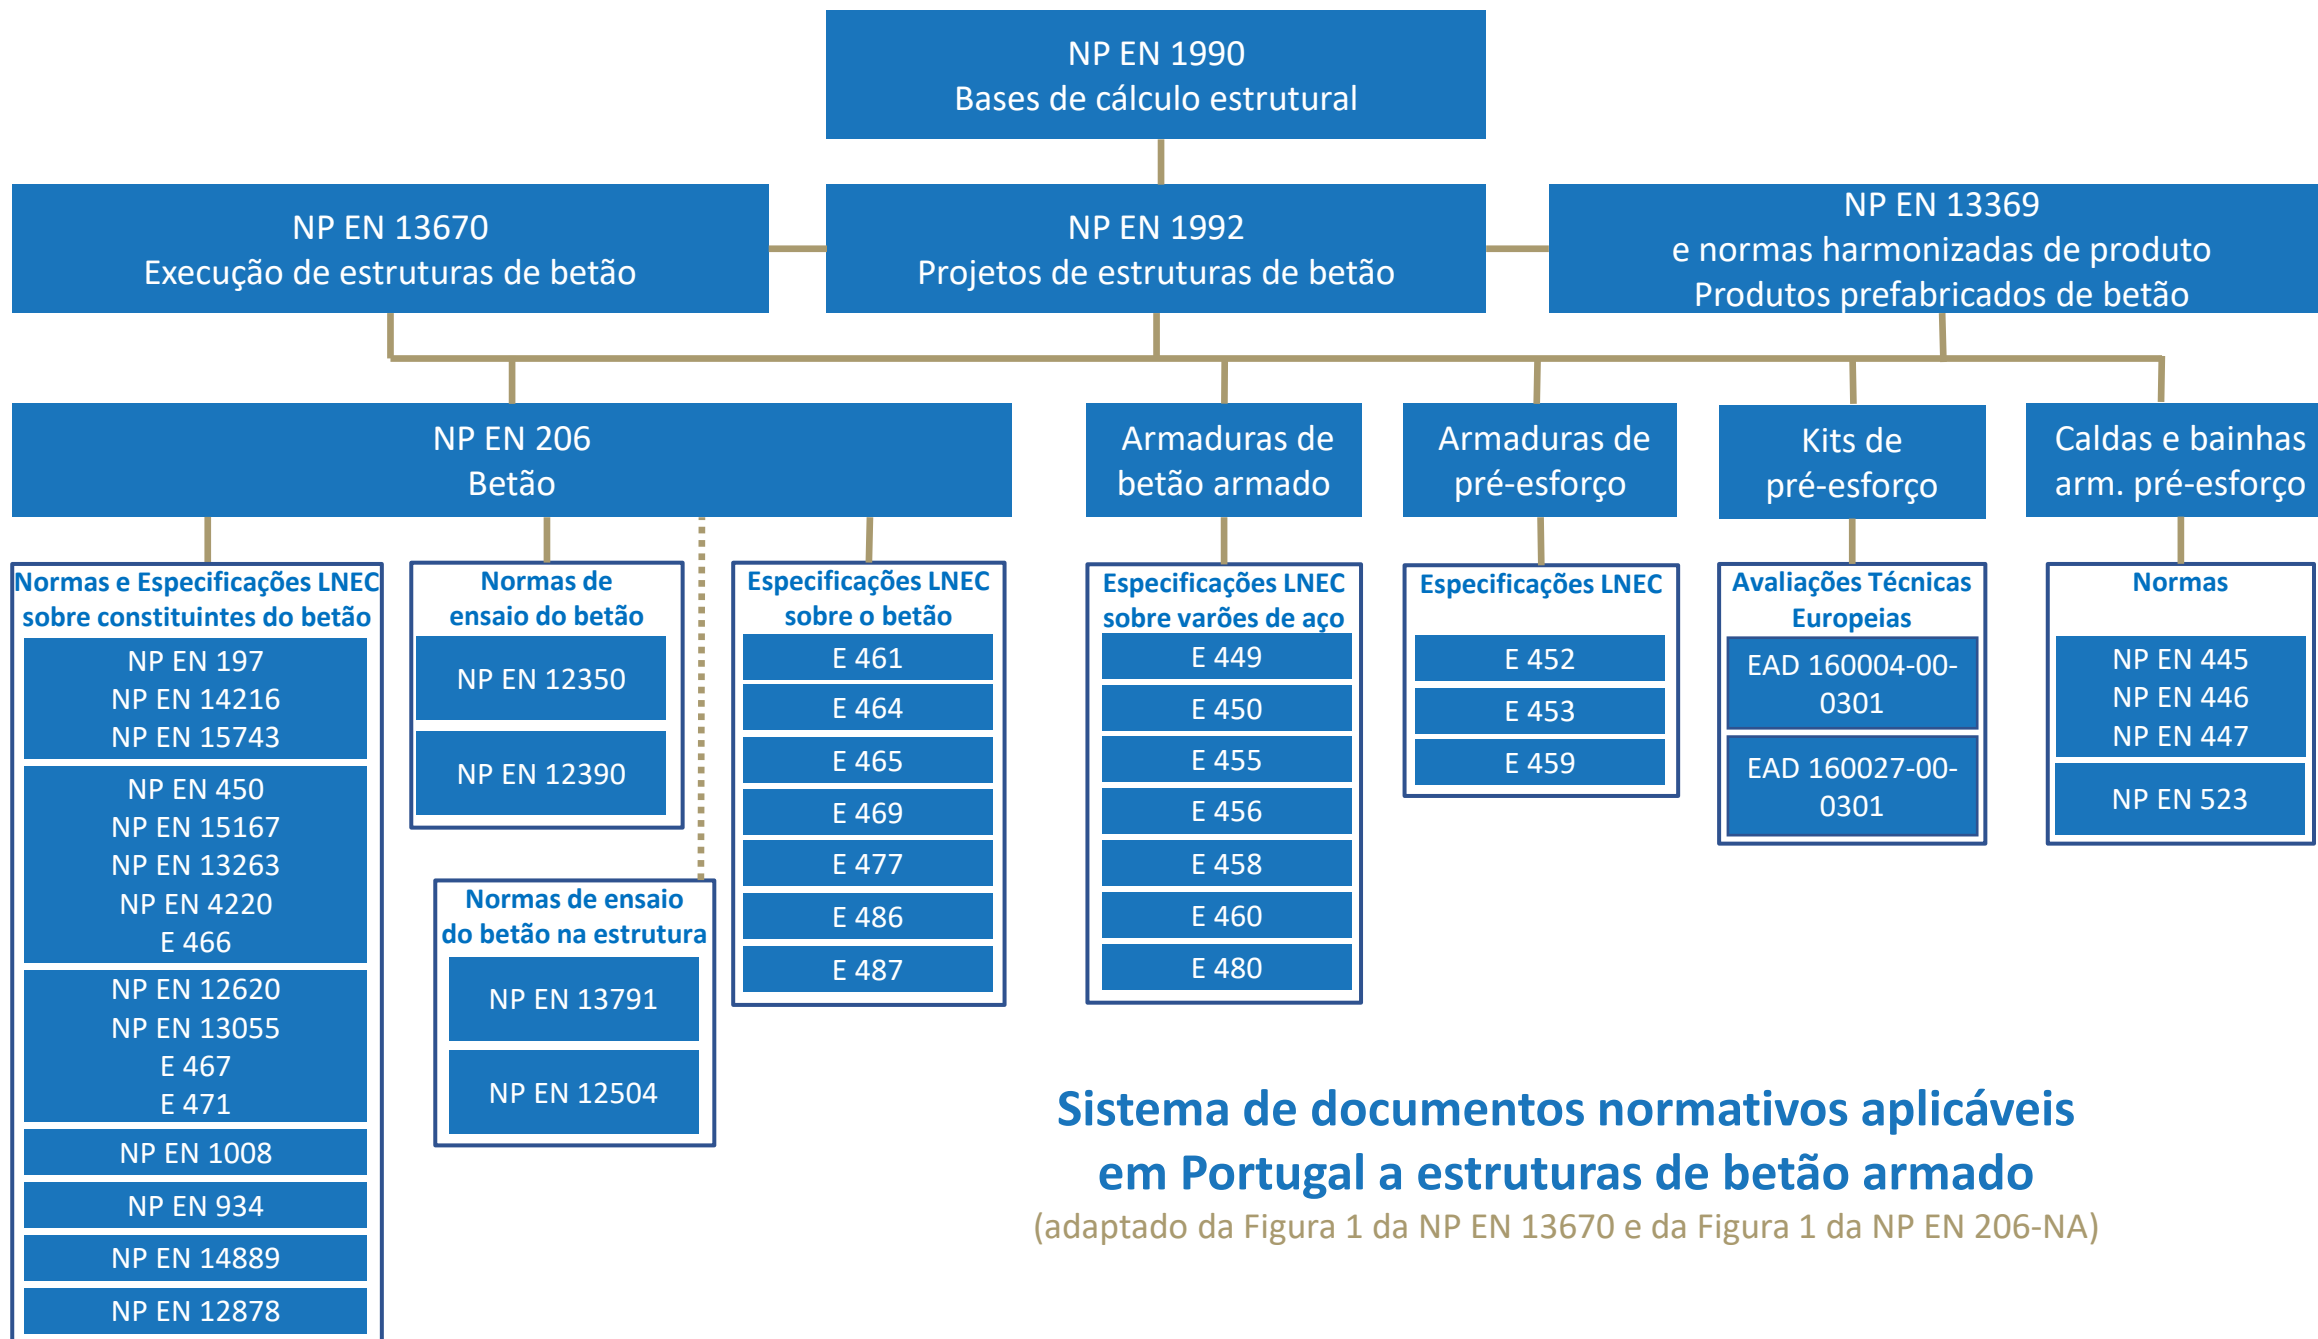 NP EN 1990
Bases de cálculo estrutural
NP EN 13670
Execução de estruturas de betão
NP EN 1992
Projetos de estruturas de betão
NP EN 13369
e normas harmonizadas de produto
Produtos prefabricados de betão
NP EN 206
Betão
Armaduras de
betão armado
Armaduras de
pré-esforço
Kits de
pré-esforço
Caldas e bainhas
arm. pré-esforço
Normas e Especificações LNEC
sobre constituintes do betão
NP EN 197
NP EN 14216
NP EN 15743
NP EN 450
NP EN 15167
NP EN 13263
NP EN 4220
E 466
NP EN 12620
NP EN 13055
E 467
E 471
NP EN 1008
NP EN 934
NP EN 14889
NP EN 12878
Normas de
ensaio do betão
NP EN 12350
NP EN 12390
Normas de ensaio
do betão na estrutura
NP EN 13791
NP EN 12504
Especificações LNEC
sobre o betão
E 461
E 464
E 465
E 469
E 477
E 486
E 487
Especificações LNEC
sobre varões de aço
E 449
E 450
E 455
E 456
E 458
E 460
E 480
Especificações LNEC
E 452
E 453
E 459
Avaliações Técnicas
Europeias
EAD 160004-00-
0301
EAD 160027-00-
0301
Normas
NP EN 445
NP EN 446
NP EN 447
NP EN 523
Sistema de documentos normativos aplicáveis
em Portugal a estruturas de betão armado
(adaptado da Figura 1 da NP EN 13670 e da Figura 1 da NP EN 206-NA)